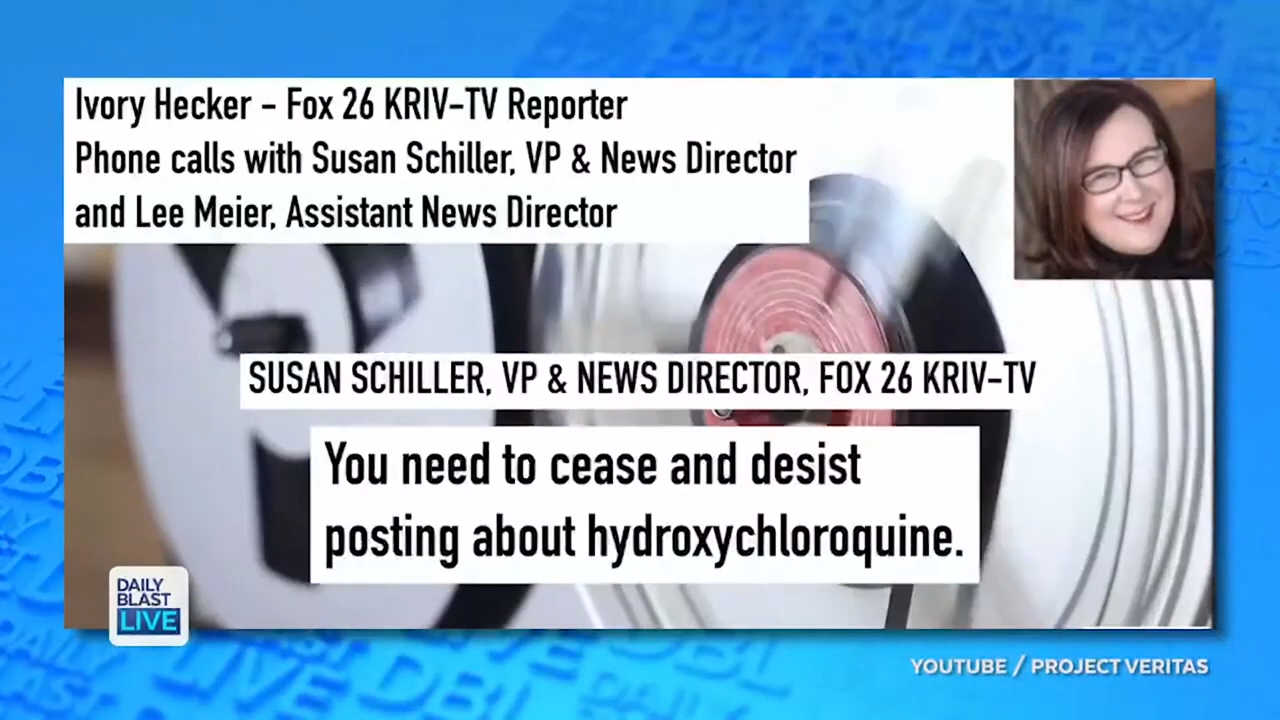 Ivory Hecker - Fox 26 KRIV-TV Reporter
Phone calls with Susan Schiller, VP & News Director
and Lee Meier, Assistant News Director
SUSAN SCHILLER, VP & NEWS DIRECTOR, FOX 26 KRIV-TV
You need to cease and desist
posting about hydroxychloroquine.
DAILY
BLAST
LIVE
YOUTUBE / PROJECT VERITAS